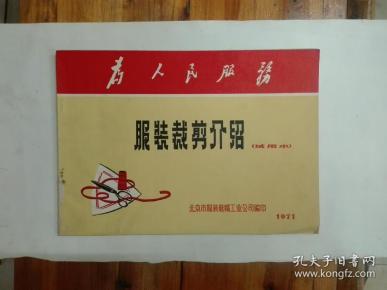 为人民服务
服装裁剪介绍(试用本)
北京市服装鞋帽工业公司编印
1971
孔夫子旧书网
www.kongfz.com